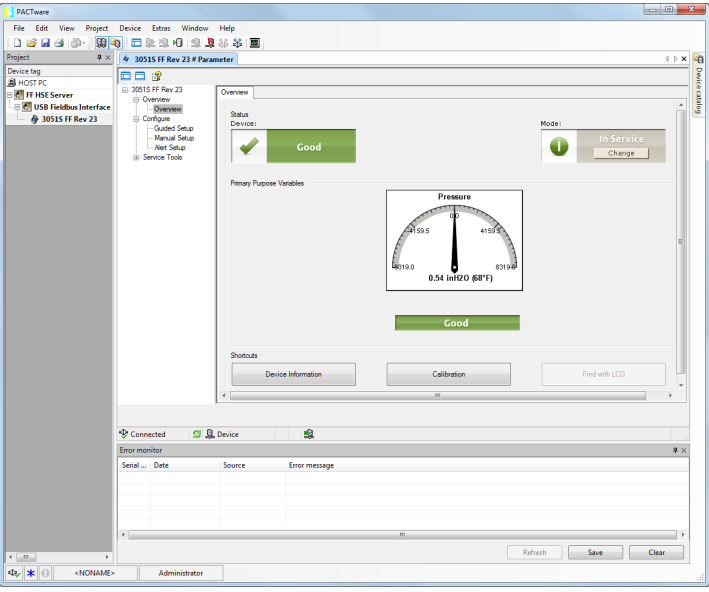 PACTware
File Edit View Project Device Extras Window Help
Project
Device tag
HOST PC
FF HSE Server
USB Fieldbus Interface
3051S FF Rev 23
3051S FF Rev 23 # Parameter
3051S FF Rev 23
Overview
Overview
Configure
Guided Setup
Manual Setup
Alert Setup
Service Tools
Overview
Status
Device:
Good
Mode:
In Service
Change
Primary Purpose Variables
Pressure
0.0
-4159.5 4159.5
-8319.0 8319.0
0.54 inH2O (68°F)
Good
Shortcuts
Device Information Calibration Find with LCD
Device catalog
Connected Device
Error monitor
Serial ... Date Source Error message
Refresh Save Clear
<NONAME> Administrator